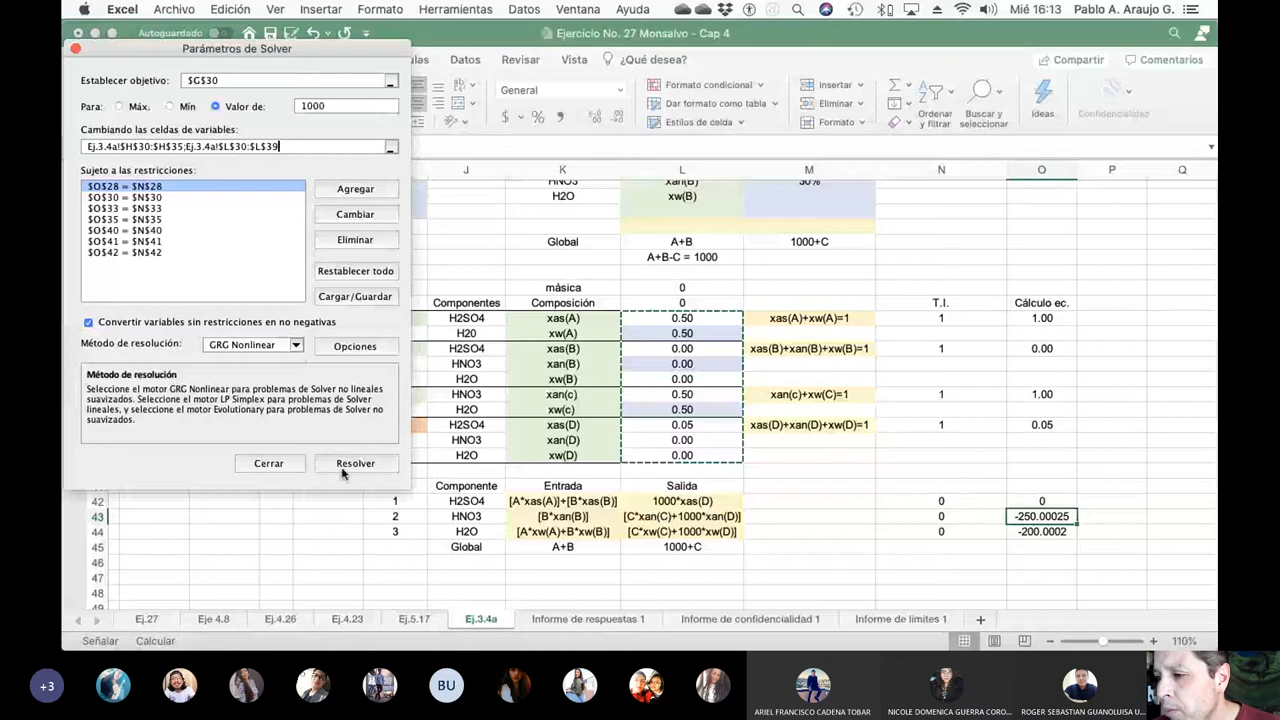 Excel Archivo Edición Ver Insertar Formato Herramientas Datos Ventana Ayuda Mié 16:13 Pablo A. Araujo G.
Autoguardado
Ejercicio No. 27 Monsalvo - Cap 4
Parámetros de Solver
Datos Revisar Vista ¿Qué desea? Compartir Comentarios
Establecer objetivo: $G$30
Para: Máx. Mín Valor de: 1000
Cambiando las celdas de variables:
Ej.3.4a!$H$30:$H$35;Ej.3.4a!$L$30:$L$39
Sujeto a las restricciones:
$O$28 = $N$28
$O$30 = $N$30
$O$33 = $N$33
$O$35 = $N$35
$O$40 = $N$40
$O$41 = $N$41
$O$42 = $N$42
Agregar
Cambiar
Eliminar
Restablecer todo
Cargar/Guardar
Convertir variables sin restricciones en no negativas
Método de resolución: GRG Nonlinear Opciones
Método de resolución
Seleccione el motor GRG Nonlinear para problemas de Solver no lineales
suavizados. Seleccione el motor LP Simplex para problemas de Solver
lineales, y seleccione el motor Evolutionary para problemas de Solver no
suavizados.
Cerrar Resolver
General
$ % 
Formato condicional
Dar formato como tabla
Estilos de celda
Insertar
Eliminar
Formato
Ordenar
y filtrar
Buscar y
seleccionar
Ideas
Confidencialidad
J K L M N O P Q
HNO3 xan(B) 30%
H2O xw(B)
Global A+B 1000+C
A+B-C = 1000
másica 0
Componentes Composición 0 T.I. Cálculo ec.
H2SO4 xas(A) 0.50 xas(A)+xw(A)=1 1 1.00
H20 xw(A) 0.50
H2SO4 xas(B) 0.00 xas(B)+xan(B)+xw(B)=1 1 0.00
HNO3 xan(B) 0.00
H2O xw(B) 0.00
HNO3 xan(c) 0.50 xan(c)+xw(C)=1 1 1.00
H2O xw(c) 0.50
H2SO4 xas(D) 0.05 xas(D)+xan(D)+xw(D)=1 1 0.05
HNO3 xan(D) 0.00
H2O xw(D) 0.00
Componente Entrada Salida
42 1 H2SO4 [A*xas(A)]+[B*xas(B)] 1000*xas(D) 0 0
43 2 HNO3 [B*xan(B)] [C*xan(C)+1000*xan(D)] 0 -250.00025
44 3 H2O [A*xw(A)+B*xw(B)] [C*xw(C)+1000*xw(D)] 0 -200.0002
45 Global A+B 1000+C
46
47
48
49
Ej.27 Eje 4.8 Ej.4.26 Ej.4.23 Ej.5.17 Ej.3.4a Informe de respuestas 1 Informe de confidencialidad 1 Informe de límites 1
Señalar Calcular 110%
+3 BU
ARIEL FRANCISCO CADENA TOBAR NICOLE DOMENICA GUERRA CORO... ROGER SEBASTIAN GUANOLUISA U...